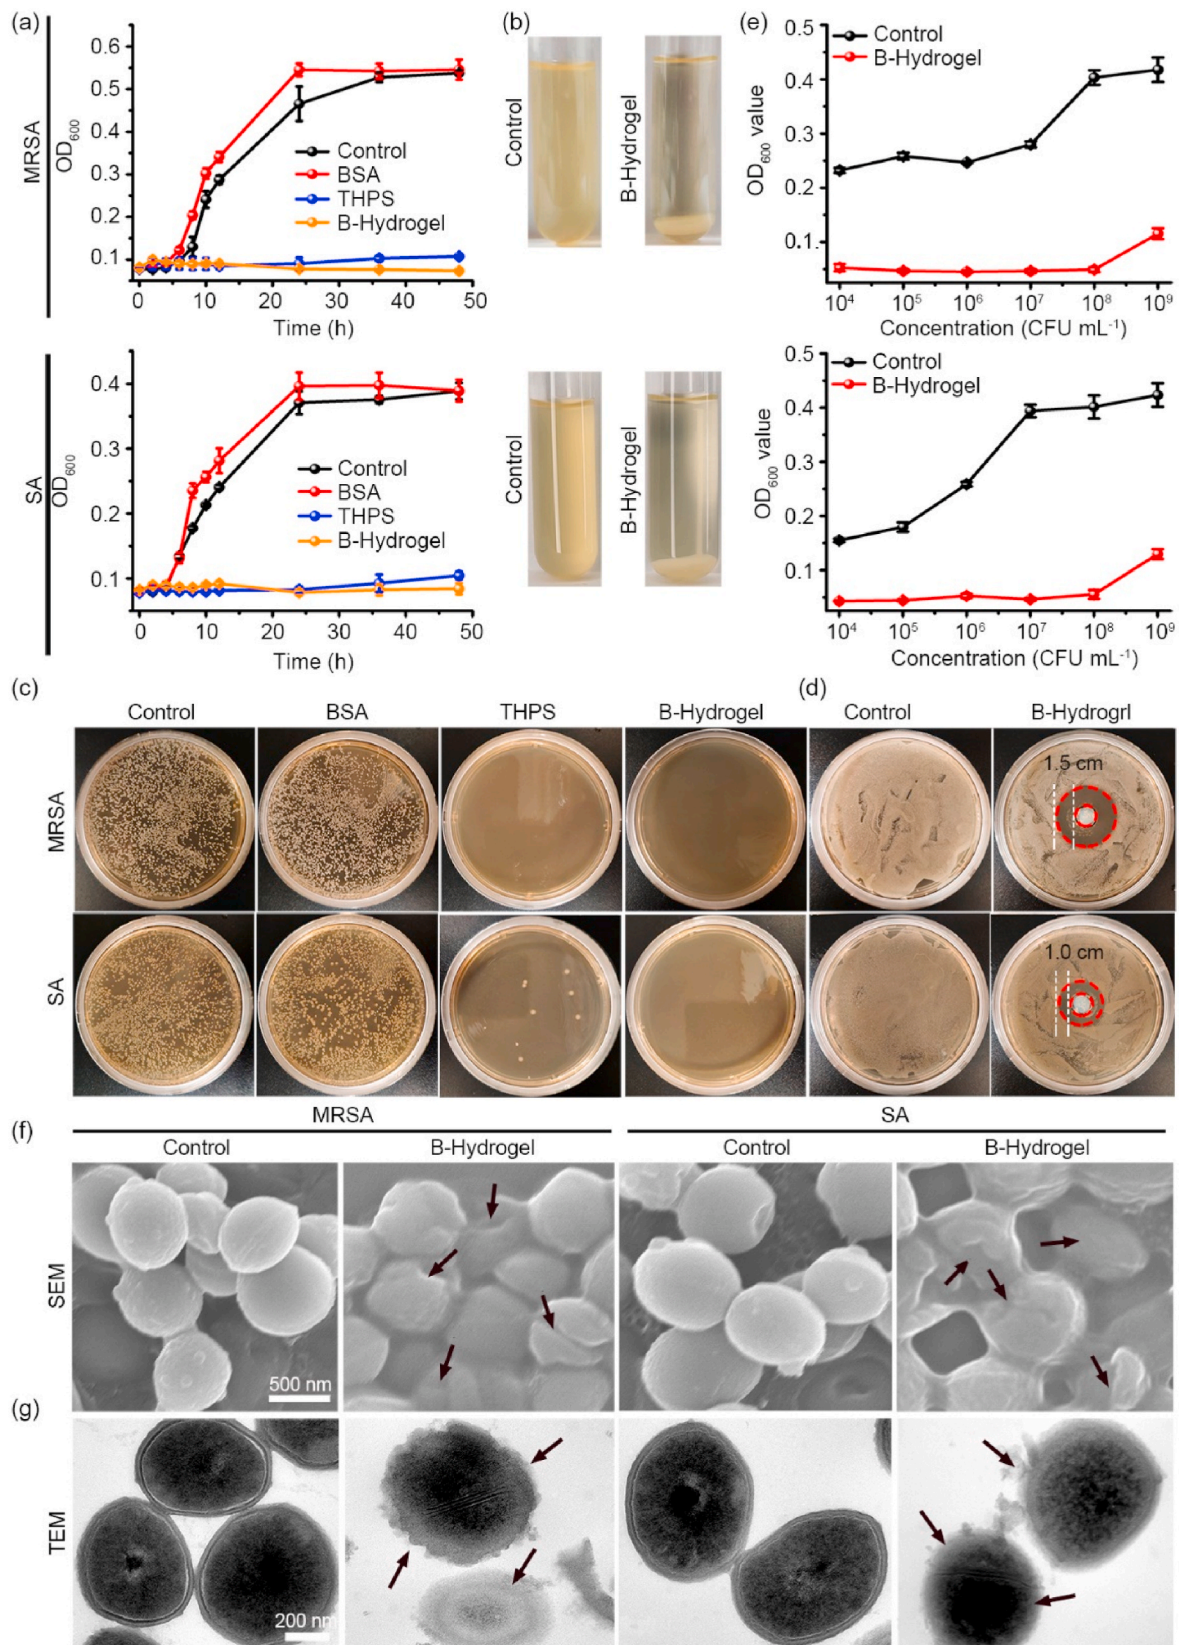 (a)
MRSA
OD600
0.6
0.5
0.4
0.3
0.2
0.1
Control
BSA
THPS
B-Hydrogel
0 10 20 30 40 50
Time (h)
SA
OD600
0.4
0.3
0.2
0.1
Control
BSA
THPS
B-Hydrogel
0 10 20 30 40 50
Time (h)
(b)
Control
B-Hydrogel
Control
B-Hydrogel
(e)
OD600 value
0.5
0.4
0.3
0.2
0.1
Control
B-Hydrogel
10^4 10^5 10^6 10^7 10^8 10^9
Concentration (CFU mL-1)
OD600 value
0.5
0.4
0.3
0.2
0.1
Control
B-Hydrogel
10^4 10^5 10^6 10^7 10^8 10^9
Concentration (CFU mL-1)
(c)
Control BSA THPS B-Hydrogel
(d)
Control B-Hydrogrl
MRSA
1.5 cm
SA
1.0 cm
MRSA SA
(f)
Control B-Hydrogel Control B-Hydrogel
SEM
500 nm
(g)
TEM
200 nm